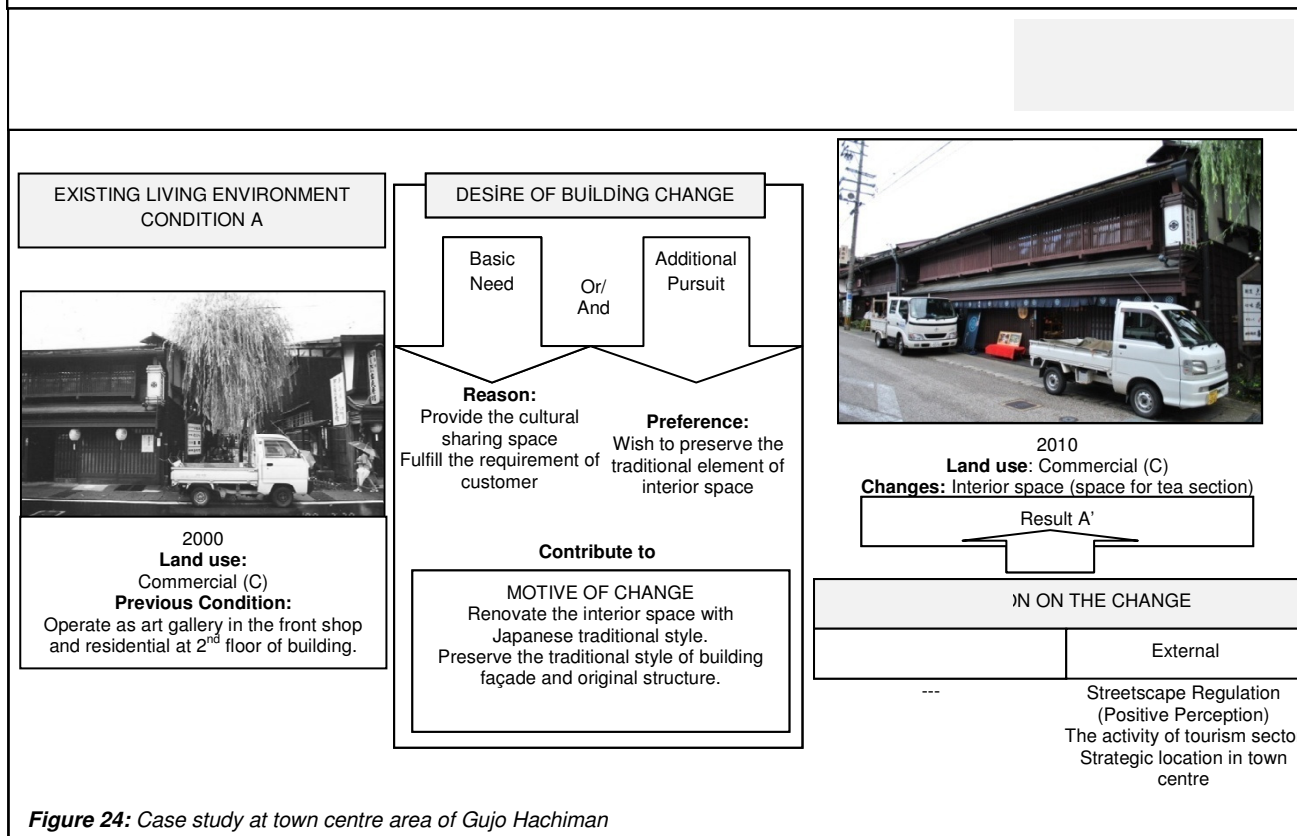 EXISTING LIVING ENVIRONMENT
CONDITION A
2000
Land use:
Commercial (C)
Previous Condition:
Operate as art gallery in the front shop
and residential at 2nd floor of building.
DESİRE OF BUİLDİNG CHANGE
Basic
Need
Or/
And
Additional
Pursuit
Reason:
Provide the cultural
sharing space
Fulfill the requirement of
customer
Preference:
Wish to preserve the
traditional element of
interior space
Contribute to
MOTIVE OF CHANGE
Renovate the interior space with
Japanese traditional style.
Preserve the traditional style of building
façade and original structure.
2010
Land use: Commercial (C)
Changes: Interior space (space for tea section)
Result A'
ON THE CHANGE
External
---
Streetscape Regulation
(Positive Perception)
The activity of tourism secto
Strategic location in town
centre
Figure 24: Case study at town centre area of Gujo Hachiman